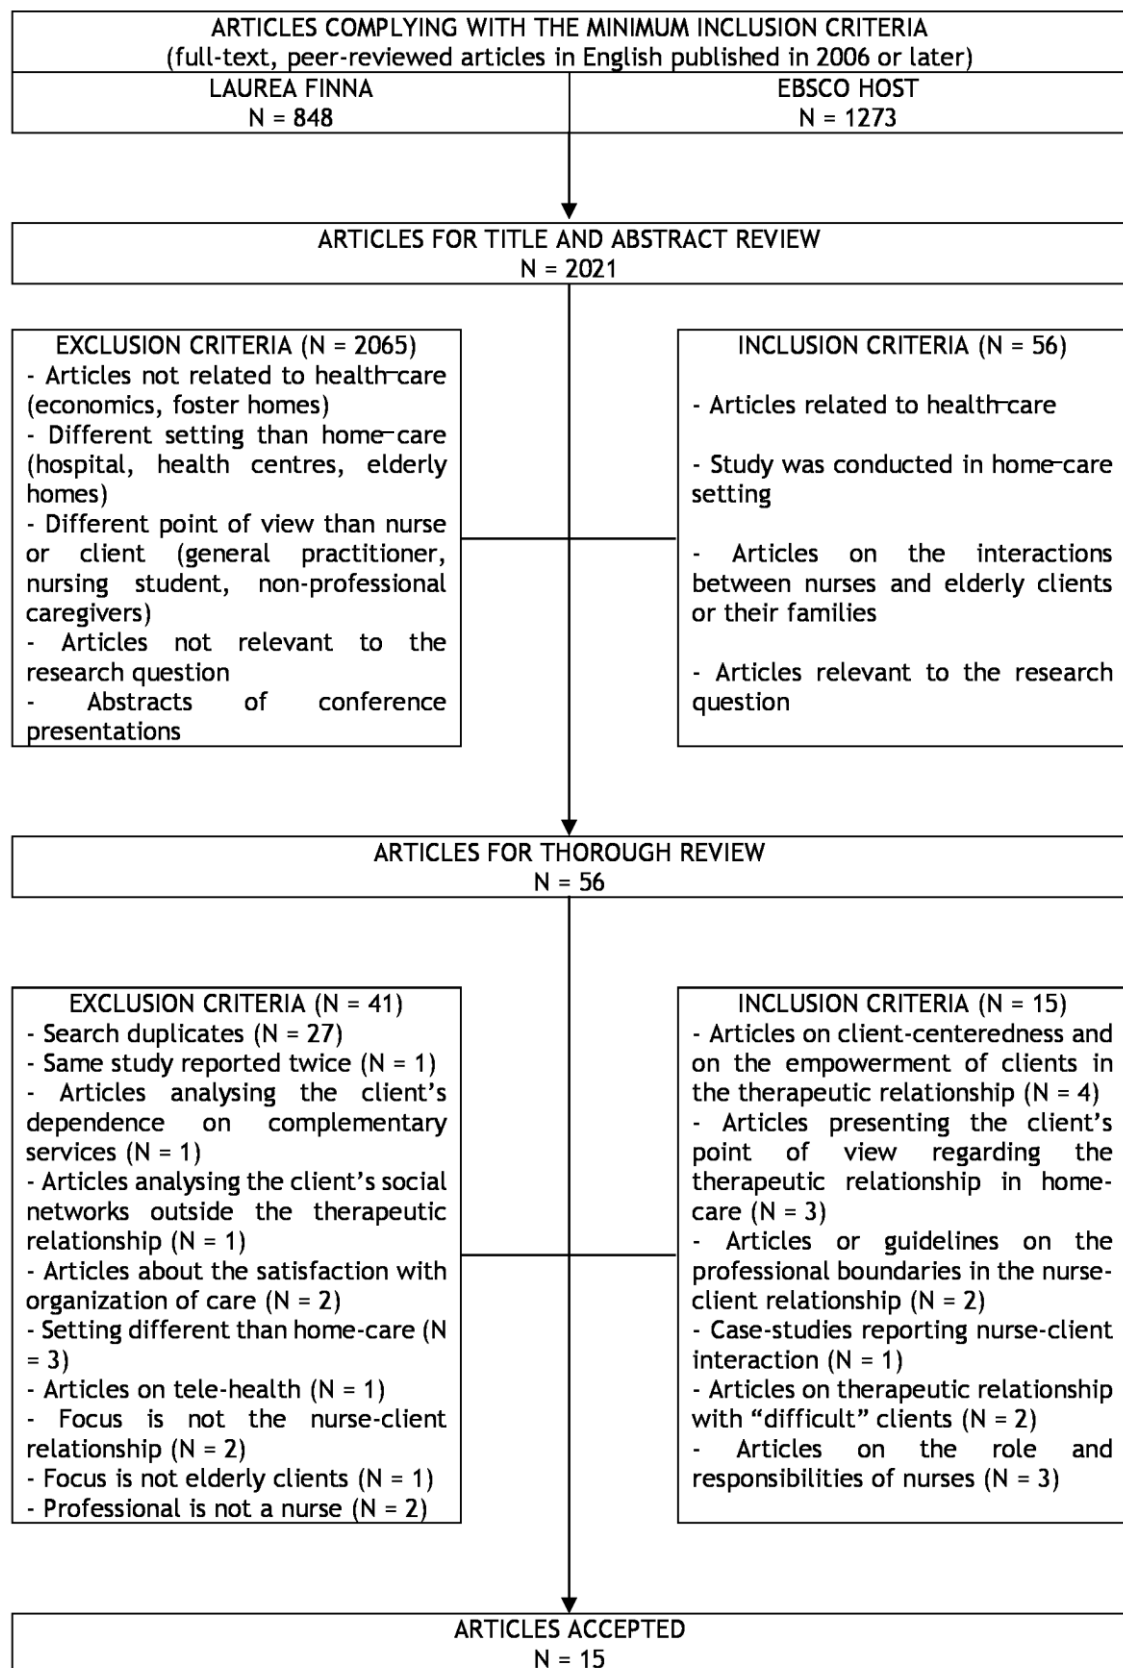 ARTICLES COMPLYING WITH THE MINIMUM INCLUSION CRITERIA
(full-text, peer-reviewed articles in English published in 2006 or later)
LAUREA FINNA
N = 848
EBSCO HOST
N = 1273
ARTICLES FOR TITLE AND ABSTRACT REVIEW
N = 2021
EXCLUSION CRITERIA (N = 2065)
- Articles not related to health-care
(economics, foster homes)
- Different setting than home-care
(hospital, health centres, elderly
homes)
- Different point of view than nurse
or client (general practitioner,
nursing student, non-professional
caregivers)
- Articles not relevant to the
research question
- Abstracts of conference
presentations
INCLUSION CRITERIA (N = 56)
- Articles related to health-care
- Study was conducted in home-care
setting
- Articles on the interactions
between nurses and elderly clients
or their families
- Articles relevant to the research
question
ARTICLES FOR THOROUGH REVIEW
N = 56
EXCLUSION CRITERIA (N = 41)
- Search duplicates (N = 27)
- Same study reported twice (N = 1)
- Articles analysing the client's
dependence on complementary
services (N = 1)
- Articles analysing the client's social
networks outside the therapeutic
relationship (N = 1)
- Articles about the satisfaction with
organization of care (N = 2)
- Setting different than home-care (N
= 3)
- Articles on tele-health (N = 1)
- Focus is not the nurse-client
relationship (N = 2)
- Focus is not elderly clients (N = 1)
- Professional is not a nurse (N = 2)
INCLUSION CRITERIA (N = 15)
- Articles on client-centeredness and
on the empowerment of clients in
the therapeutic relationship (N = 4)
- Articles presenting the client's
point of view regarding the
therapeutic relationship in home-
care (N = 3)
- Articles or guidelines on the
professional boundaries in the nurse-
client relationship (N = 2)
- Case-studies reporting nurse-client
interaction (N = 1)
- Articles on therapeutic relationship
with "difficult" clients (N = 2)
- Articles on the role and
responsibilities of nurses (N = 3)
ARTICLES ACCEPTED
N = 15